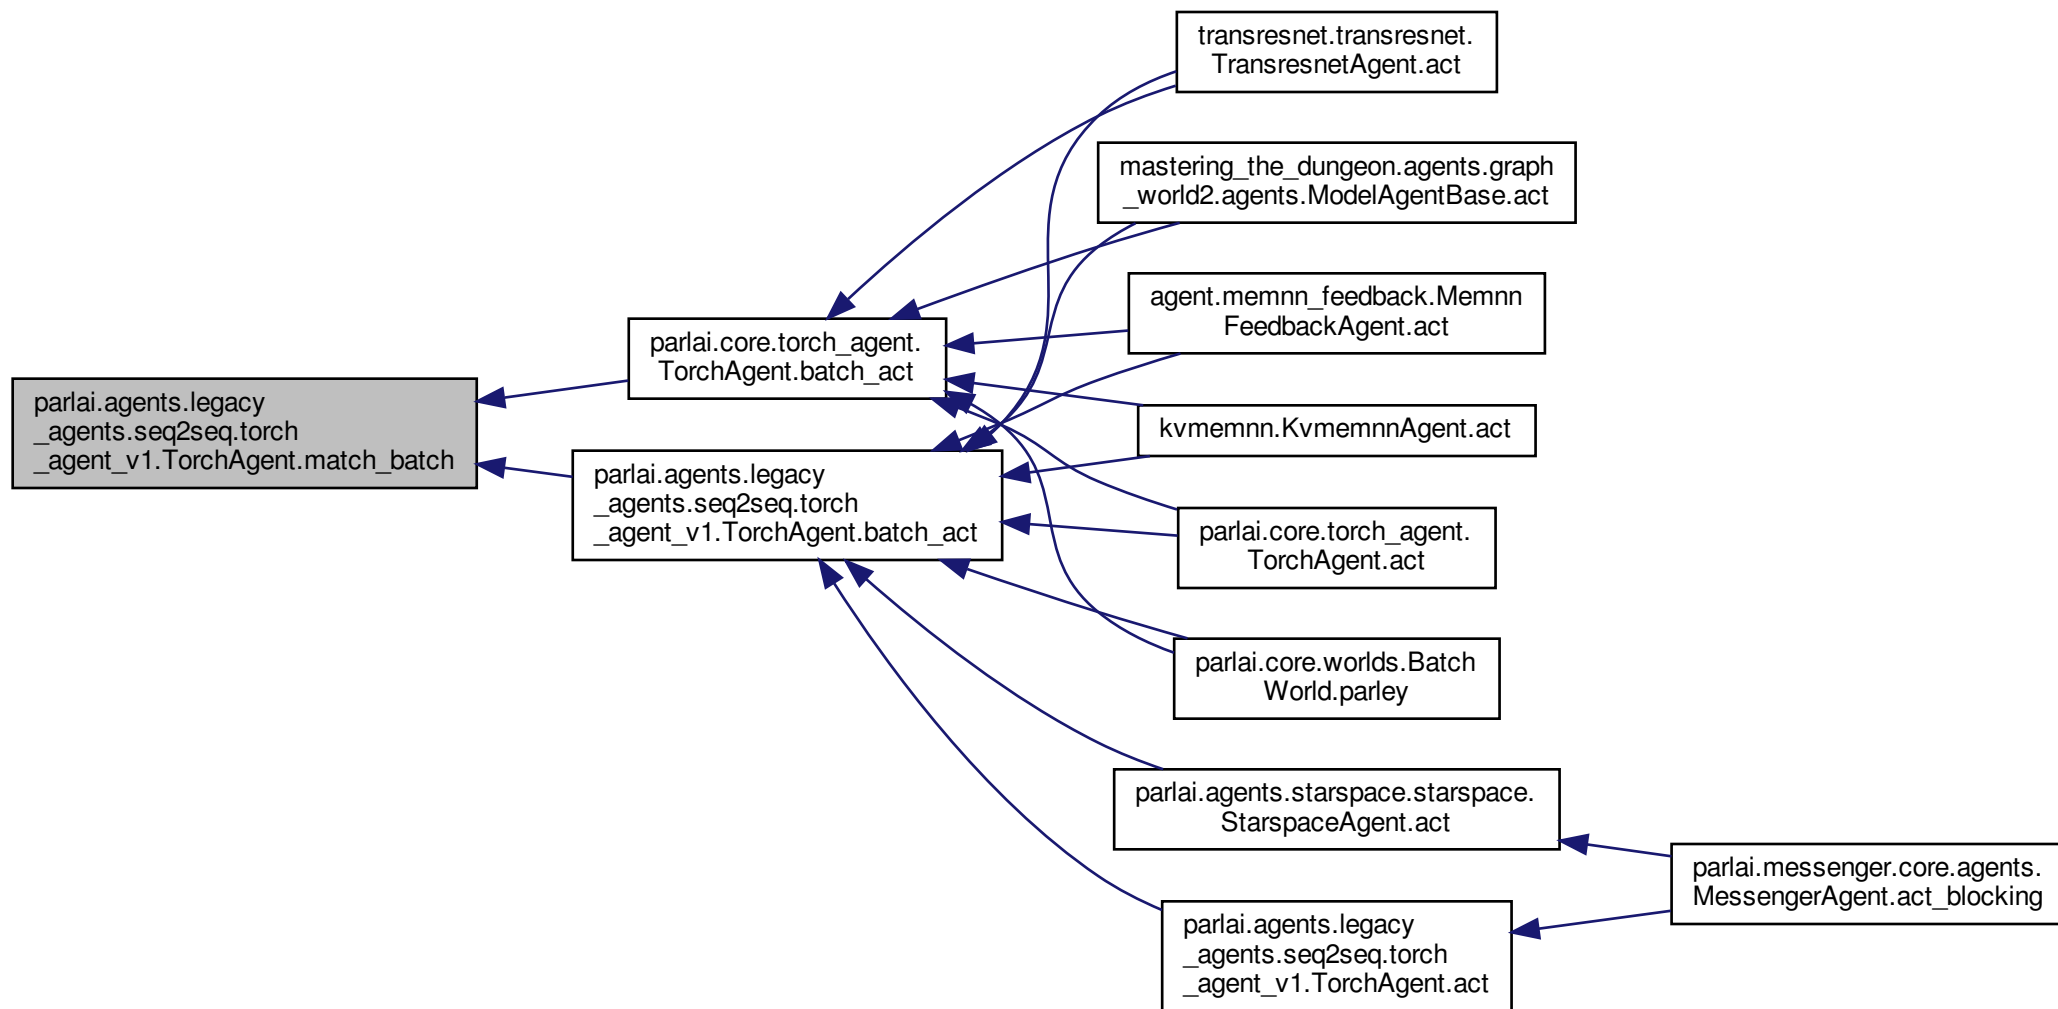 transresnet.transresnet.
TransresnetAgent.act
mastering_the_dungeon.agents.graph
_world2.agents.ModelAgentBase.act
agent.memnn_feedback.Memnn
FeedbackAgent.act
parlai.core.torch_agent.
TorchAgent.batch_act
parlai.agents.legacy
_agents.seq2seq.torch
_agent_v1.TorchAgent.match_batch
kvmemnn.KvmemnnAgent.act
parlai.agents.legacy
_agents.seq2seq.torch
_agent_v1.TorchAgent.batch_act
parlai.core.torch_agent.
TorchAgent.act
parlai.core.worlds.Batch
World.parley
parlai.agents.starspace.starspace.
StarspaceAgent.act
parlai.messenger.core.agents.
MessengerAgent.act_blocking
parlai.agents.legacy
_agents.seq2seq.torch
_agent_v1.TorchAgent.act